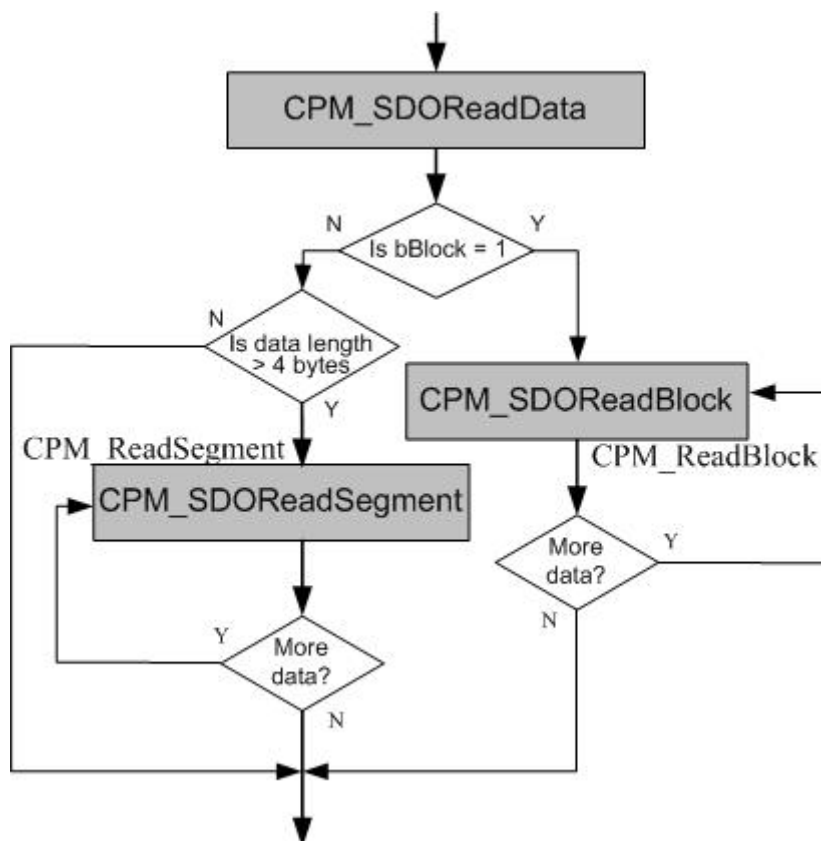 CPM_SDOReadData
N
Y
Is bBlock = 1
N
Is data length
> 4 bytes
Y
CPM_SDOReadBlock
CPM_ReadSegment
CPM_ReadBlock
CPM_SDOReadSegment
More
data?
Y
N
Y
More
data?
N